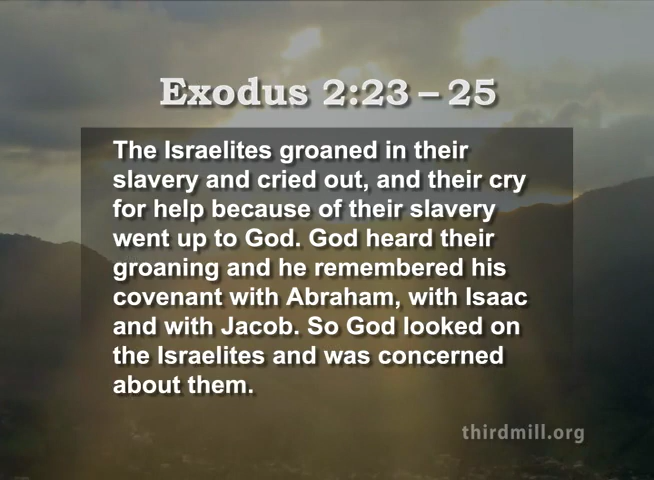 Exodus 2:23 – 25
The Israelites groaned in their
slavery and cried out, and their cry
for help because of their slavery
went up to God. God heard their
groaning and he remembered his
covenant with Abraham, with Isaac
and with Jacob. So God looked on
the Israelites and was concerned
about them.
thirdmill.org